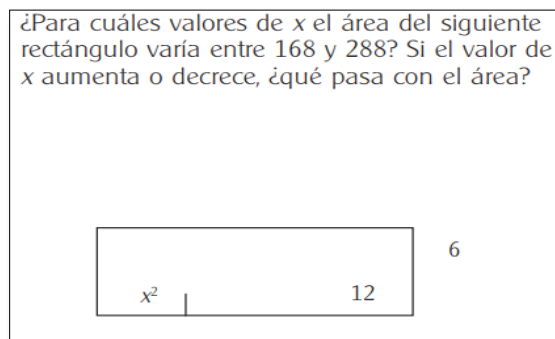 ¿Para cuáles valores de x el área del siguiente
rectángulo varía entre 168 y 288? Si el valor de
x aumenta o decrece, ¿qué pasa con el área?
6
x² 12